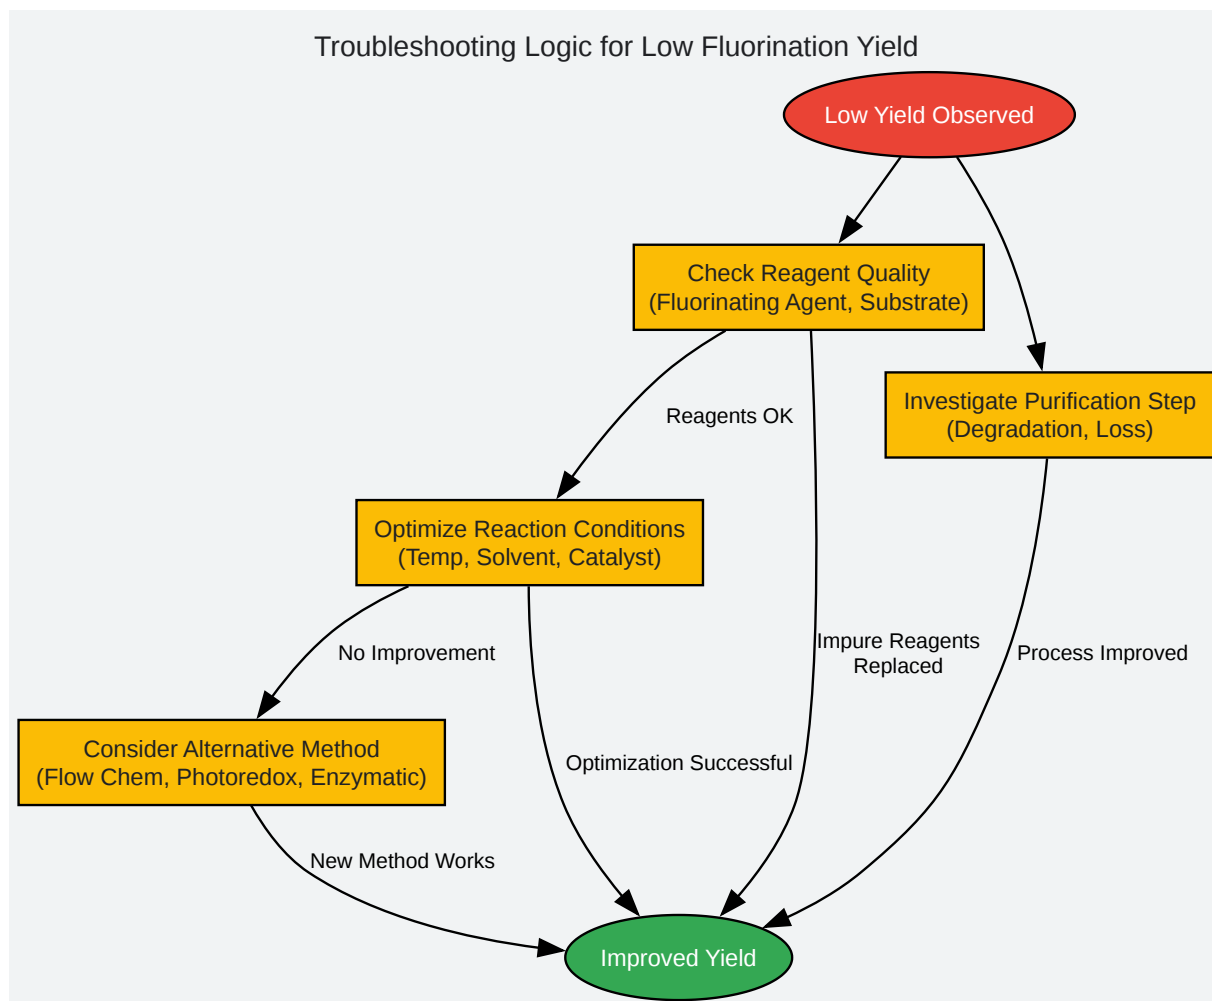 Troubleshooting Logic for Low Fluorination Yield
Low Yield Observed
Check Reagent Quality
(Fluorinating Agent, Substrate)
Investigate Purification Step
(Degradation, Loss)
Reagents OK
Optimize Reaction Conditions
(Temp, Solvent, Catalyst)
No Improvement
Impure Reagents
Replaced
Process Improved
Consider Alternative Method
(Flow Chem, Photoredox, Enzymatic)
Optimization Successful
New Method Works
Improved Yield